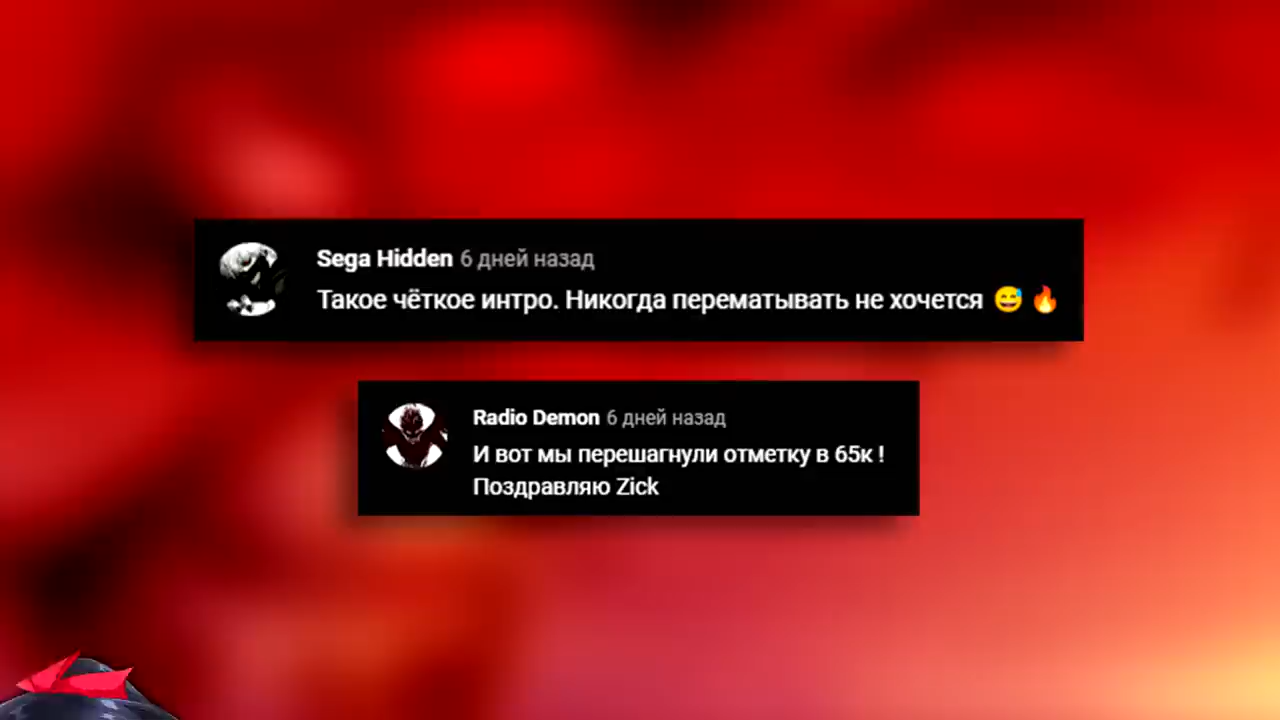 Sega Hidden 6 дней назад
Такое чёткое интро. Никогда перематывать не хочется 😅 🔥
Radio Demon 6 дней назад
И вот мы перешагнули отметку в 65к !
Поздравляю Zick